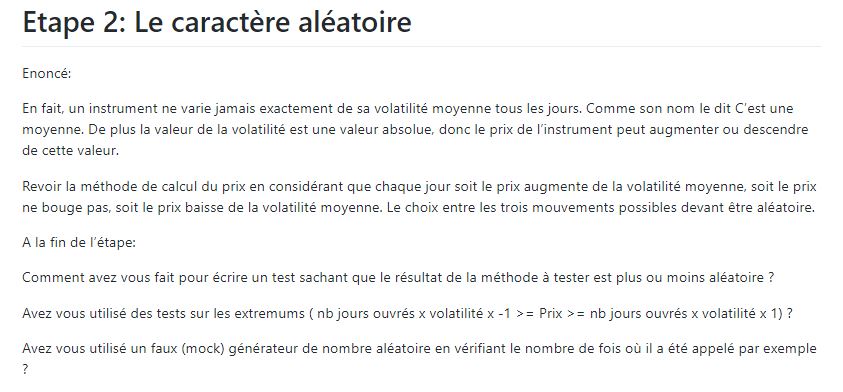 Etape 2: Le caractère aléatoire
Enoncé:
En fait, un instrument ne varie jamais exactement de sa volatilité moyenne tous les jours. Comme son nom le dit C'est une
moyenne. De plus la valeur de la volatilité est une valeur absolue, donc le prix de l'instrument peut augmenter ou descendre
de cette valeur.
Revoir la méthode de calcul du prix en considérant que chaque jour soit le prix augmente de la volatilité moyenne, soit le prix
ne bouge pas, soit le prix baisse de la volatilité moyenne. Le choix entre les trois mouvements possibles devant être aléatoire.
A la fin de l'étape:
Comment avez vous fait pour écrire un test sachant que le résultat de la méthode à tester est plus ou moins aléatoire ?
Avez vous utilisé des tests sur les extremums ( nb jours ouvrés x volatilité x -1 >= Prix >= nb jours ouvrés x volatilité x 1) ?
Avez vous utilisé un faux (mock) générateur de nombre aléatoire en vérifiant le nombre de fois où il a été appelé par exemple
?